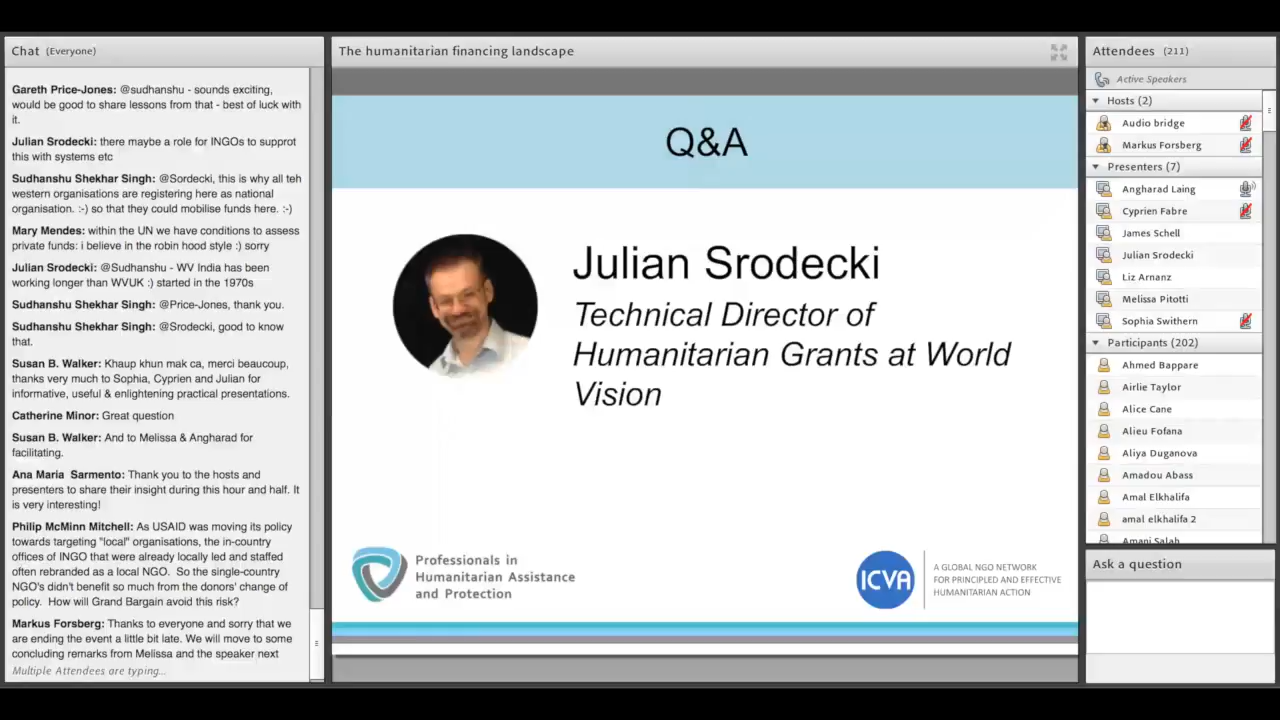 Chat (Everyone)
Gareth Price-Jones: @sudhanshu - sounds exciting,
would be good to share lessons from that - best of luck with
it.
Julian Srodecki: there maybe a role for INGOs to supprot
this with systems etc
Sudhanshu Shekhar Singh: @Sordecki, this is why all teh
western organisations are registering here as national
organisation. :-) so that they could mobilise funds here. :-)
Mary Mendes: within the UN we have conditions to assess
private funds: i believe in the robin hood style :) sorry
Julian Srodecki: @Sudhanshu - WV India has been
working longer than WVUK :) started in the 1970s
Sudhanshu Shekhar Singh: @Price-Jones, thank you.
Sudhanshu Shekhar Singh: @Srodecki, good to know
that.
Susan B. Walker: Khaup khun mak ca, merci beaucoup,
thanks very much to Sophia, Cyprien and Julian for
informative, useful & enlightening practical presentations.
Catherine Minor: Great question
Susan B. Walker: And to Melissa & Angharad for
facilitating.
Ana Maria Sarmento: Thank you to the hosts and
presenters to share their insight during this hour and half. It
is very interesting!
Philip McMinn Mitchell: As USAID was moving its policy
towards targeting "local" organisations, the in-country
offices of INGO that were already locally led and staffed
often rebranded as a local NGO. So the single-country
NGO's didn't benefit so much from the donors' change of
policy. How will Grand Bargain avoid this risk?
Markus Forsberg: Thanks to everyone and sorry that we
are ending the event a little bit late. We will move to some
concluding remarks from Melissa and the speaker next
Multiple Attendees are typing...
The humanitarian financing landscape
Q&A
Julian Srodecki
Technical Director of
Humanitarian Grants at World
Vision
Professionals in
Humanitarian Assistance
and Protection
ICVA
A GLOBAL NGO NETWORK
FOR PRINCIPLED AND EFFECTIVE
HUMANITARIAN ACTION
Attendees (211)
Active Speakers
Hosts (2)
Audio bridge
Markus Forsberg
Presenters (7)
Angharad Laing
Cyprien Fabre
James Schell
Julian Srodecki
Liz Arnanz
Melissa Pitotti
Sophia Swithern
Participants (202)
Ahmed Bappare
Airlie Taylor
Alice Cane
Alieu Fofana
Aliya Duganova
Amadou Abass
Amal Elkhalifa
amal elkhalifa 2
Amani Salah
Ask a question